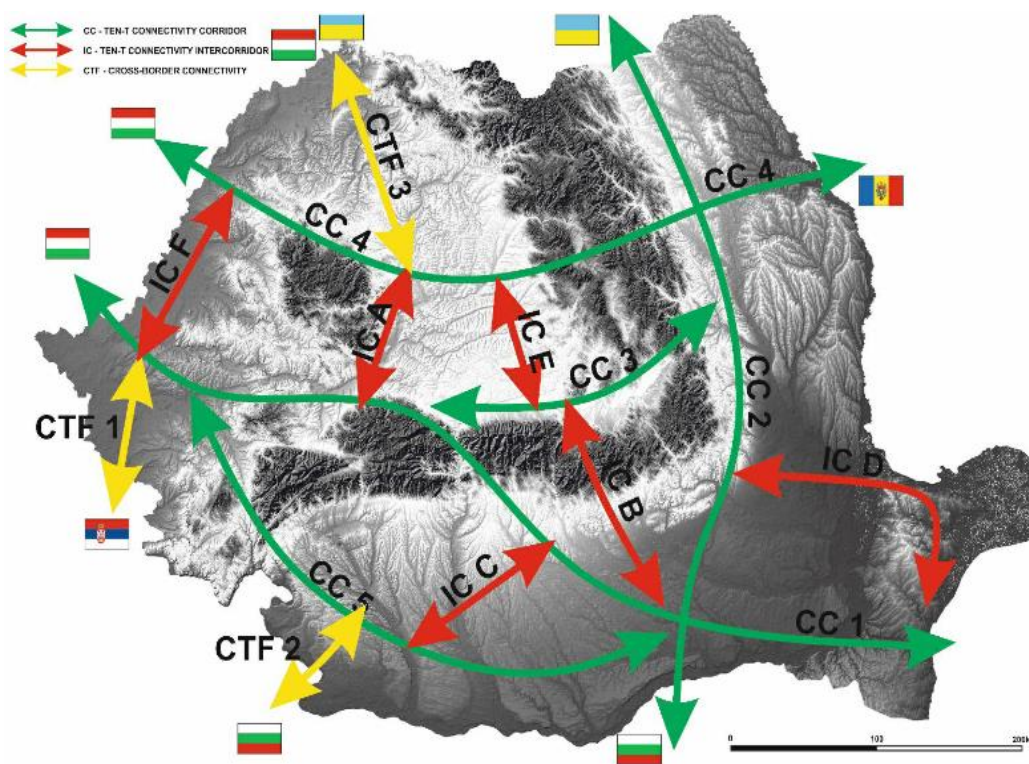 CC - TEN-T CONNECTIVITY CORRIDOR
IC - TEN-T CONNECTIVITY INTERCORRIDOR
CTF - CROSS-BORDER CONNECTIVITY
CTF 3
CC 4
CC 4
IC F
IC A
IC E
CC 3
CC 2
CTF 1
IC D
IC B
IC C
CC 5
CTF 2
CC 1
0
100